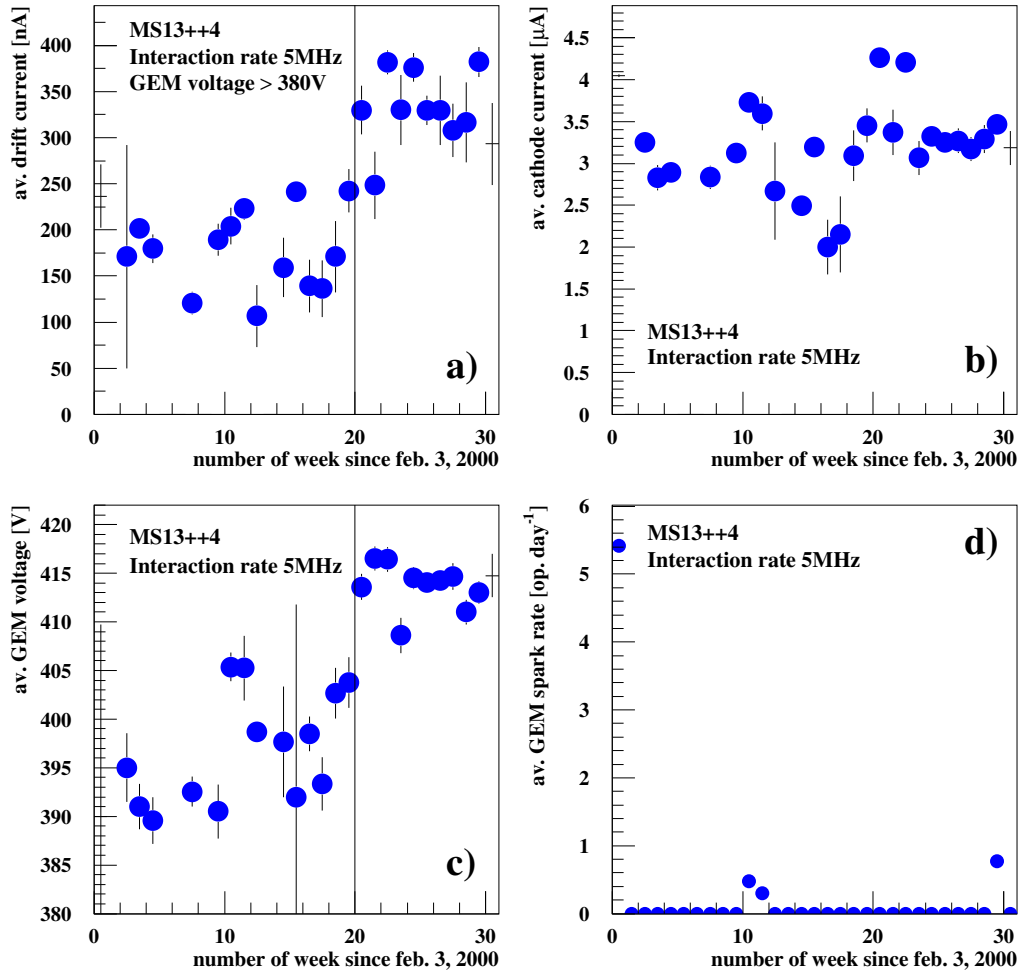 av. drift current [nA]
400
350
300
250
200
150
100
50
0
MS13++4
Interaction rate 5MHz
GEM voltage > 380V
a)
0 10 20 30
number of week since feb. 3, 2000
av. cathode current [μA]
4.5
4
3.5
3
2.5
2
1.5
1
0.5
0
MS13++4
Interaction rate 5MHz
b)
0 10 20 30
number of week since feb. 3, 2000
av. GEM voltage [V]
420
415
410
405
400
395
390
385
380
MS13++4
Interaction rate 5MHz
c)
0 10 20 30
number of week since feb. 3, 2000
av. GEM spark rate [op. day⁻¹]
6
5
4
3
2
1
0
MS13++4
Interaction rate 5MHz
d)
0 10 20 30
number of week since feb. 3, 2000